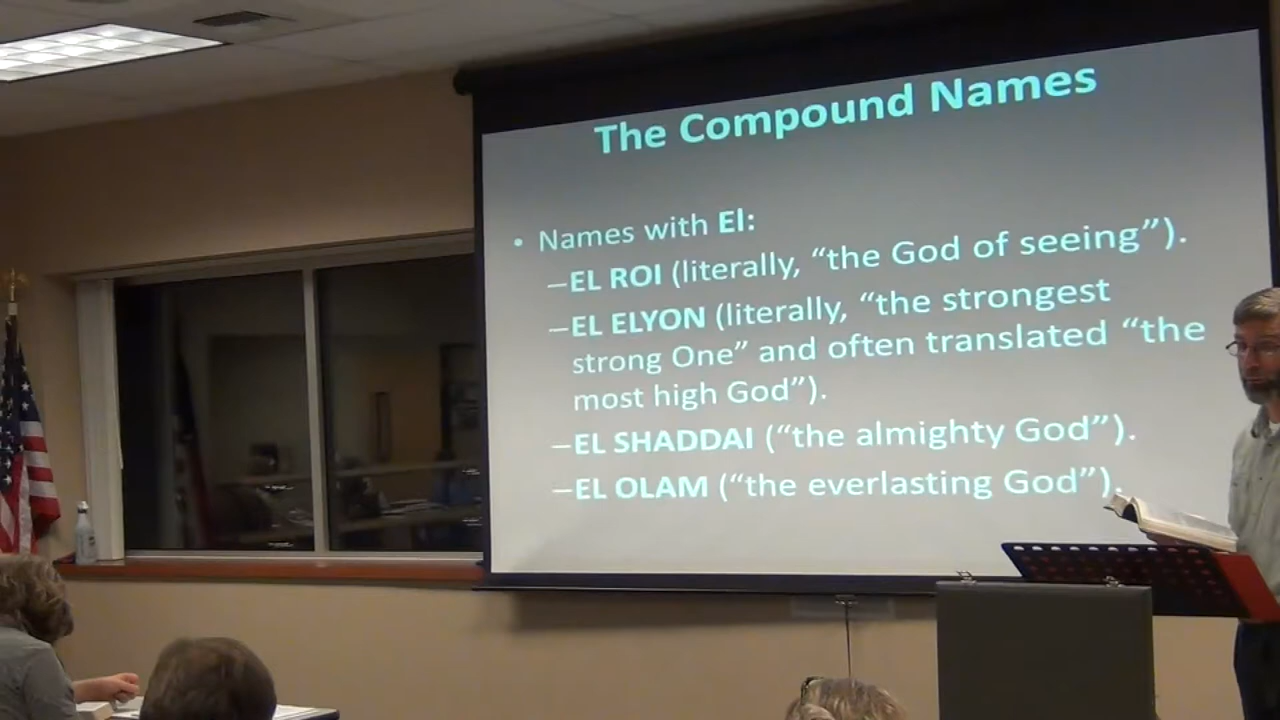 The Compound Names
• Names with El:
–EL ROI (literally, “the God of seeing”).
–EL ELYON (literally, “the strongest
strong One” and often translated “the
most high God”).
–EL SHADDAI (“the almighty God”).
–EL OLAM (“the everlasting God”).